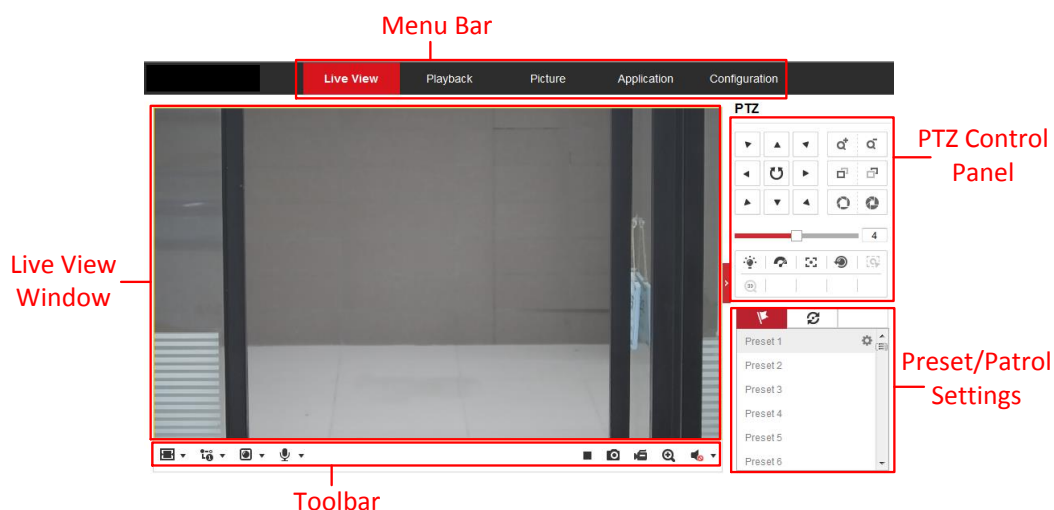 Menu Bar
Live View Playback Picture Application Configuration
PTZ
PTZ Control
Panel
4
Live View
Window
Preset 1
Preset 2
Preset 3
Preset 4
Preset 5
Preset 6
Preset/Patrol
Settings
Toolbar